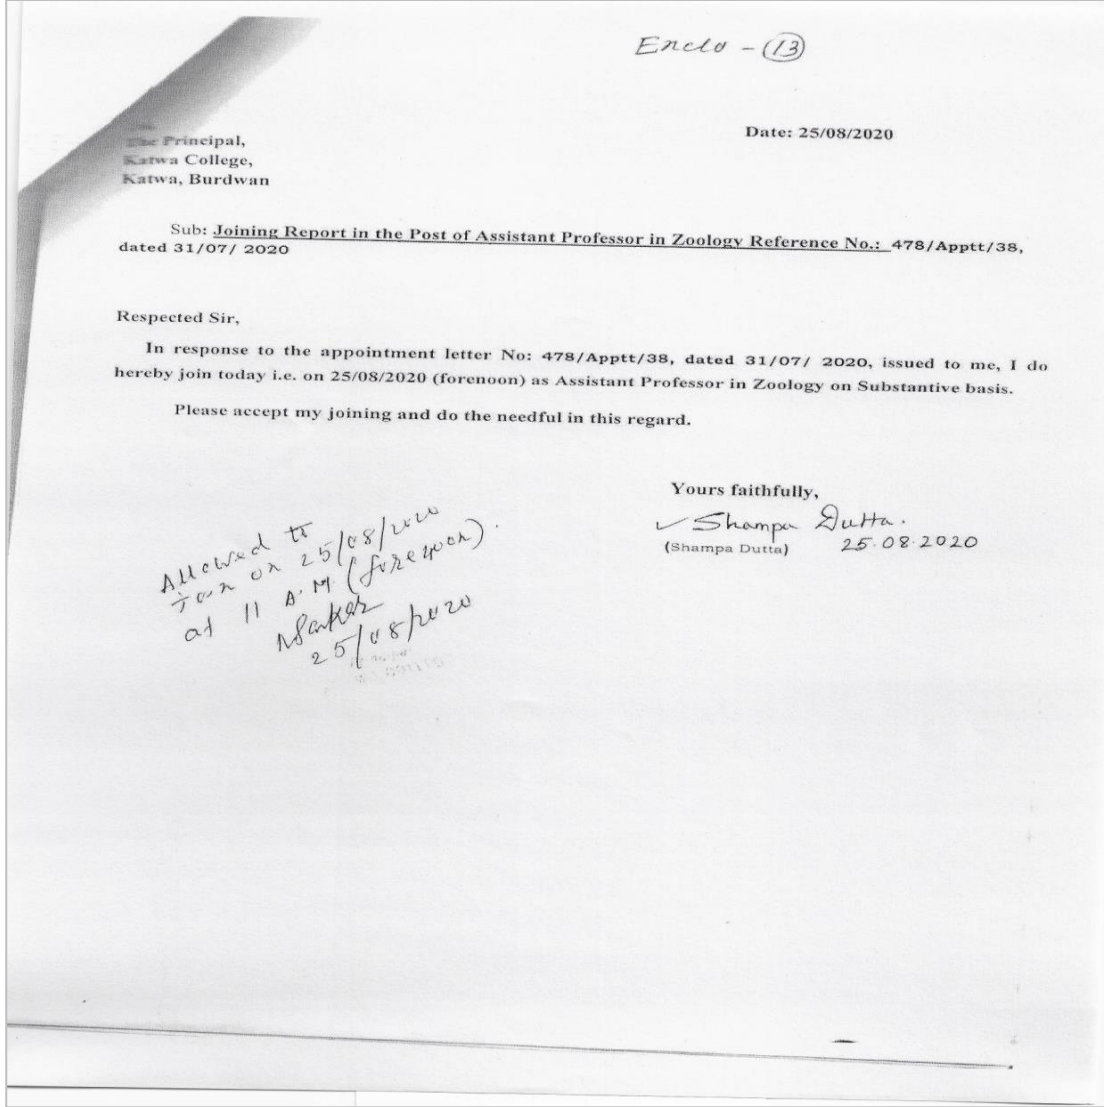 Enclo - 13
Date: 25/08/2020
The Principal,
Katwa College,
Katwa, Burdwan
Sub: Joining Report in the Post of Assistant Professor in Zoology Reference No.: 478/Apptt/38,
dated 31/07/ 2020
Respected Sir,
In response to the appointment letter No: 478/Apptt/38, dated 31/07/ 2020, issued to me, I do
hereby join today i.e. on 25/08/2020 (forenoon) as Assistant Professor in Zoology on Substantive basis.
Please accept my joining and do the needful in this regard.
Yours faithfully,
Shampa Dutta.
(Shampa Dutta) 25.08.2020
Allowed to
join on 25/08/2020
at 11 A.M. (forenoon).
25/08/2020